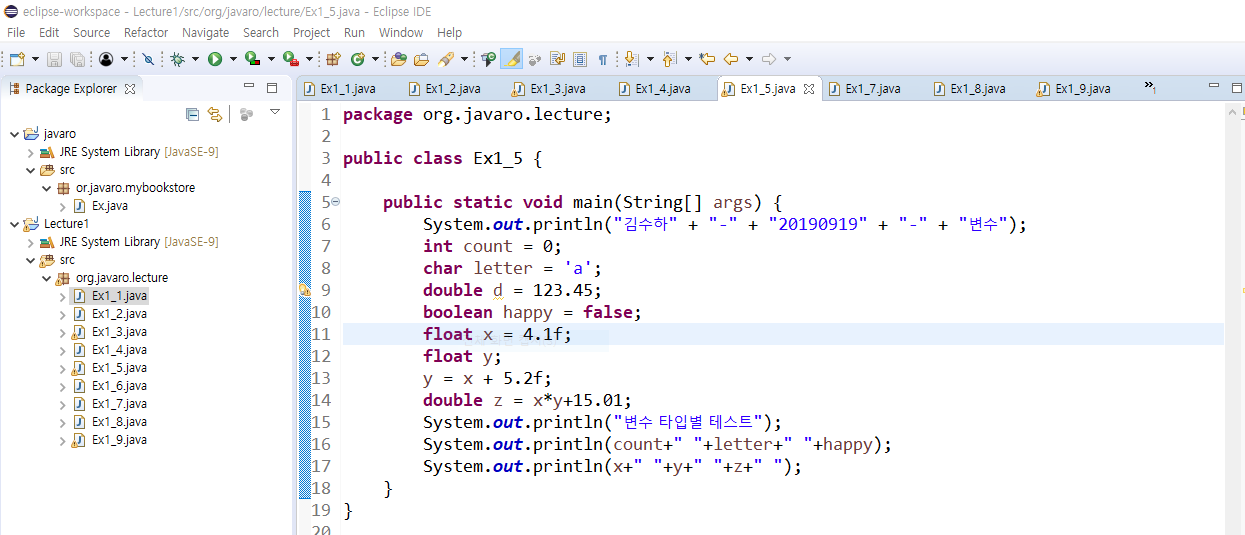 eclipse-workspace - Lecture1/src/org/javaro/lecture/Ex1_5.java - Eclipse IDE
File Edit Source Refactor Navigate Search Project Run Window Help
Package Explorer
Ex1_1.java Ex1_2.java Ex1_3.java Ex1_4.java Ex1_5.java Ex1_7.java Ex1_8.java Ex1_9.java »1
javaro
JRE System Library [JavaSE-9]
src
or.javaro.mybookstore
Ex.java
Lecture1
JRE System Library [JavaSE-9]
src
org.javaro.lecture
Ex1_1.java
Ex1_2.java
Ex1_3.java
Ex1_4.java
Ex1_5.java
Ex1_6.java
Ex1_7.java
Ex1_8.java
Ex1_9.java
1 package org.javaro.lecture;
2
3 public class Ex1_5 {
4
5 public static void main(String[] args) {
6 System.out.println("김수하" + "-" + "20190919" + "-" + "변수");
7 int count = 0;
8 char letter = 'a';
9 double d = 123.45;
10 boolean happy = false;
11 float x = 4.1f;
12 float y;
13 y = x + 5.2f;
14 double z = x*y+15.01;
15 System.out.println("변수 타입별 테스트");
16 System.out.println(count+" "+letter+" "+happy);
17 System.out.println(x+" "+y+" "+z+" ");
18 }
19 }
20